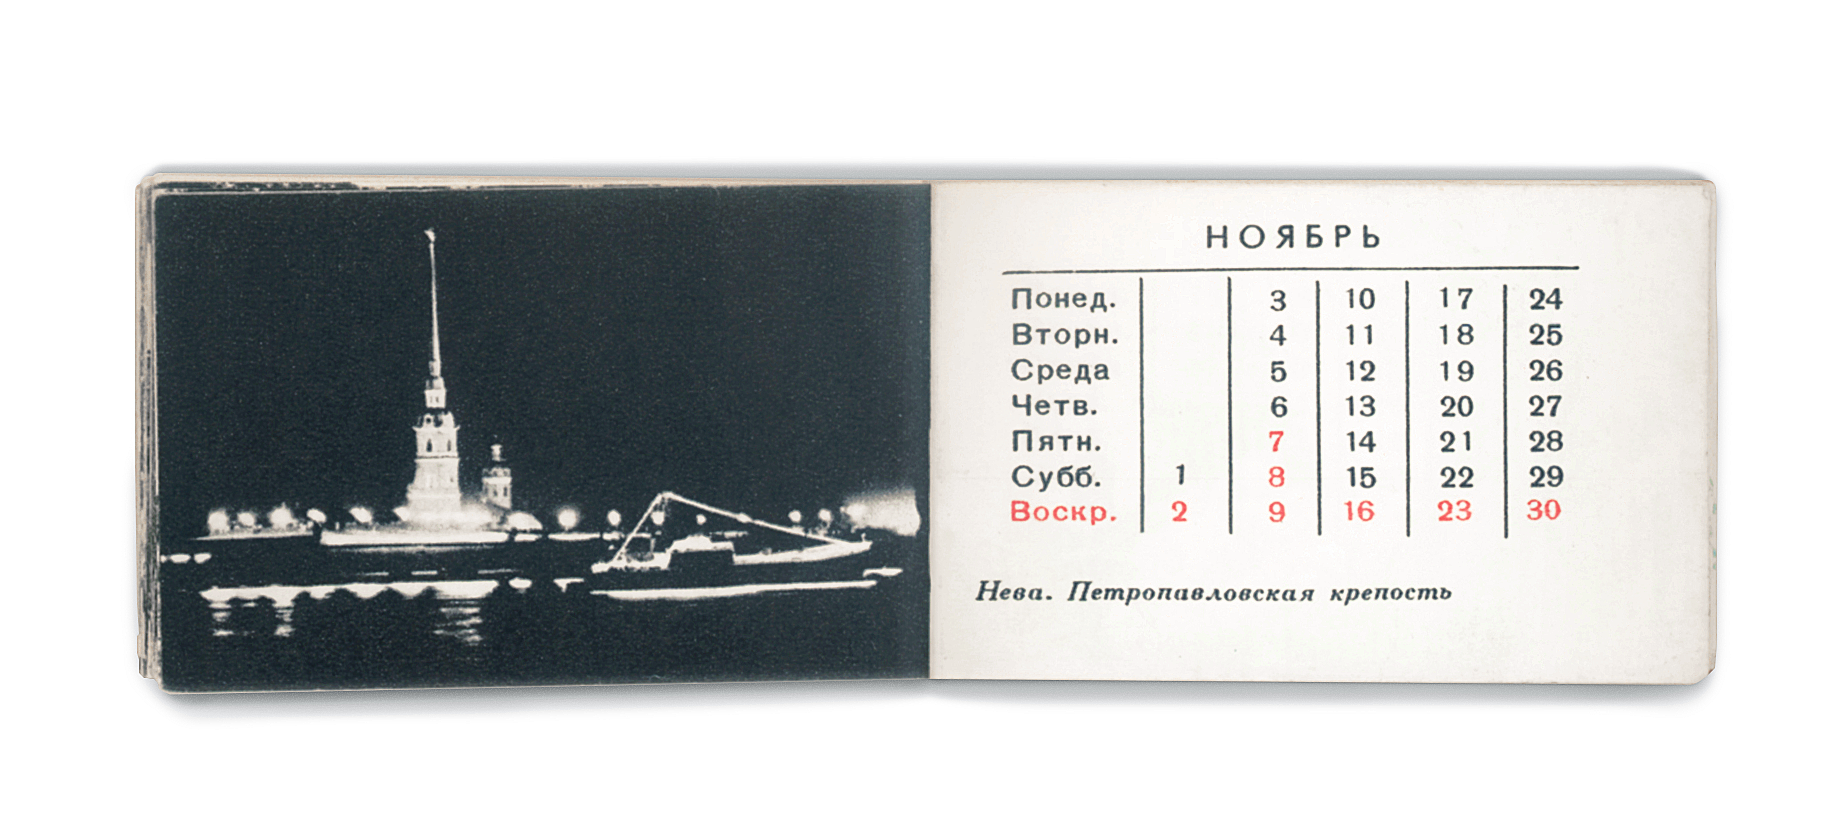 НОЯБРЬ
Понед. 3 10 17 24
Вторн. 4 11 18 25
Среда 5 12 19 26
Четв. 6 13 20 27
Пятн. 7 14 21 28
Субб. 1 8 15 22 29
Воскр. 2 9 16 23 30
Нева. Петропавловская крепость